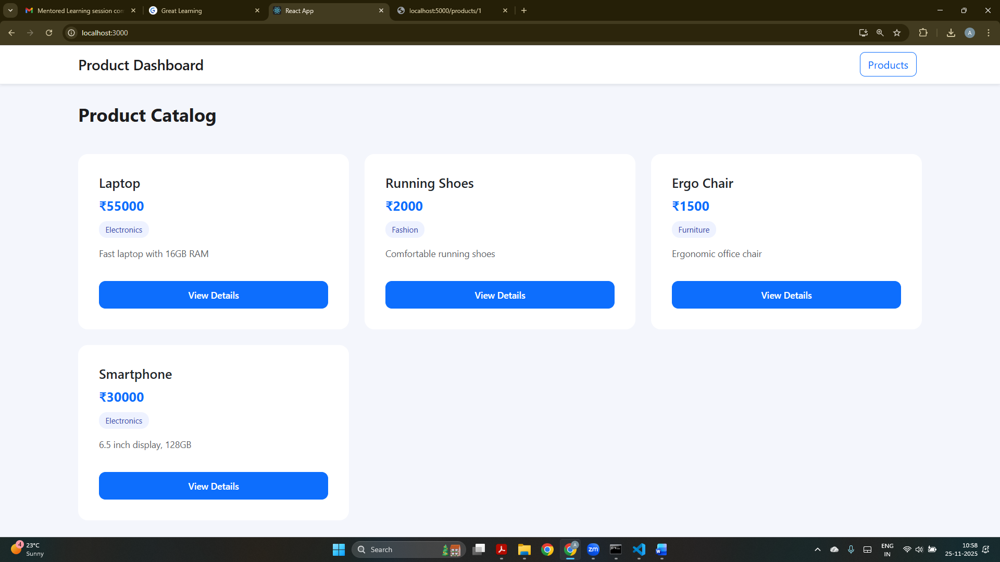 Mentored Learning session con
Great Learning
React App
localhost:5000/products/1
localhost:3000
A
Product Dashboard
Products
Product Catalog
Laptop
₹55000
Electronics
Fast laptop with 16GB RAM
View Details
Running Shoes
₹2000
Fashion
Comfortable running shoes
View Details
Ergo Chair
₹1500
Furniture
Ergonomic office chair
View Details
Smartphone
₹30000
Electronics
6.5 inch display, 128GB
View Details
4
23°C
Sunny
Search
A
zm
W
ENG
IN
10:58
25-11-2025